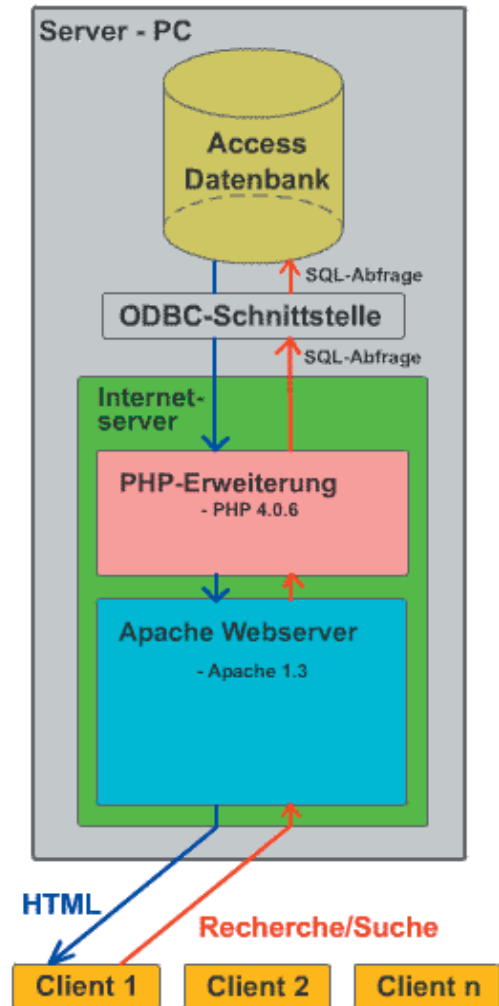 Server - PC
Access
Datenbank
SQL-Abfrage
ODBC-Schnittstelle
SQL-Abfrage
Internet-
server
PHP-Erweiterung
- PHP 4.0.6
Apache Webserver
- Apache 1.3
HTML
Recherche/Suche
Client 1
Client 2
Client n